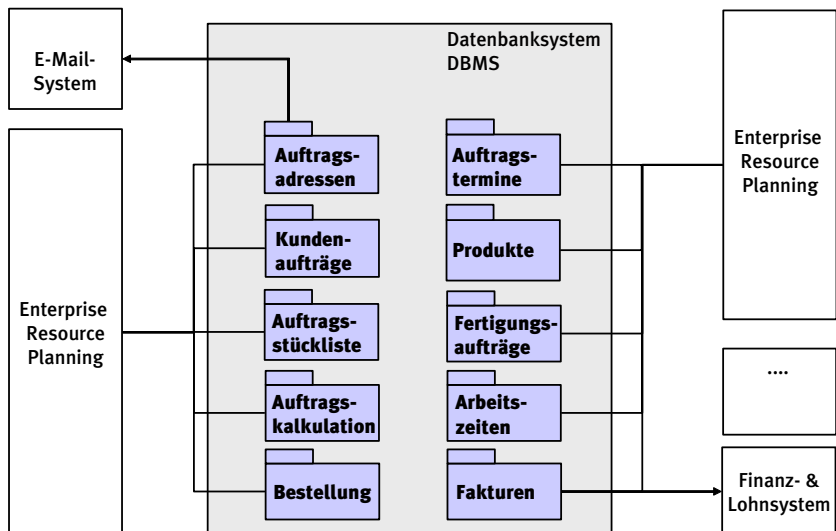 E-Mail-
System
Enterprise
Resource
Planning
Datenbanksystem
DBMS
Auftrags-
adressen
Kunden-
aufträge
Auftrags-
stückliste
Auftrags-
kalkulation
Bestellung
Auftrags-
termine
Produkte
Fertigungs-
aufträge
Arbeits-
zeiten
Fakturen
Enterprise
Resource
Planning
....
Finanz- &
Lohnsystem